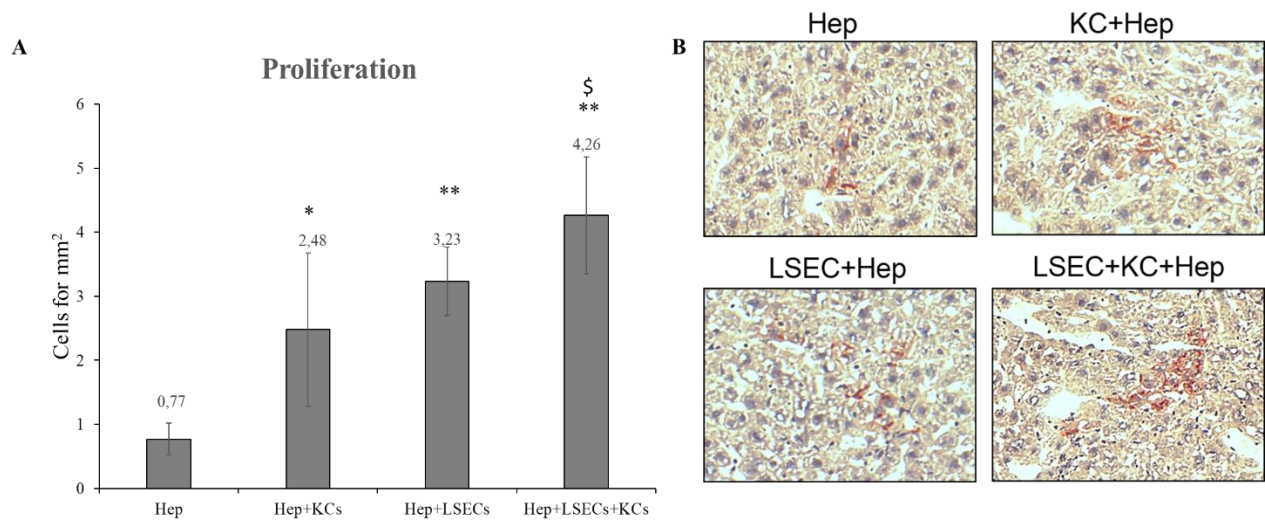 A
Proliferation
Cells for mm²
6
5
4
3
2
1
0
0,77
*
2,48
**
3,23
$
**
4,26
Hep
Hep+KCs
Hep+LSECs
Hep+LSECs+KCs
B
Hep
KC+Hep
LSEC+Hep
LSEC+KC+Hep